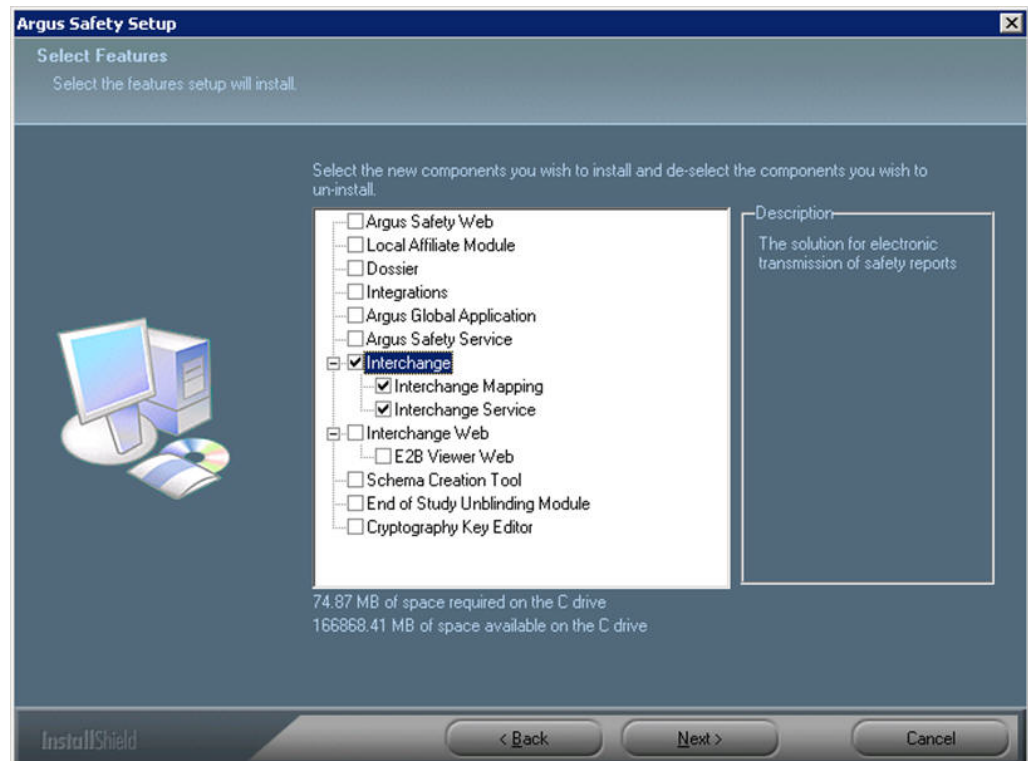 Argus Safety Setup
Select Features
Select the features setup will install.
Select the new components you wish to install and de-select the components you wish to
un-install.
Argus Safety Web
Local Affiliate Module
Dossier
Integrations
Argus Global Application
Argus Safety Service
Interchange
Interchange Mapping
Interchange Service
Interchange Web
E2B Viewer Web
Schema Creation Tool
End of Study Unblinding Module
Cryptography Key Editor
Description
The solution for electronic
transmission of safety reports
74.87 MB of space required on the C drive
166868.41 MB of space available on the C drive
InstallShield
< Back
Next >
Cancel